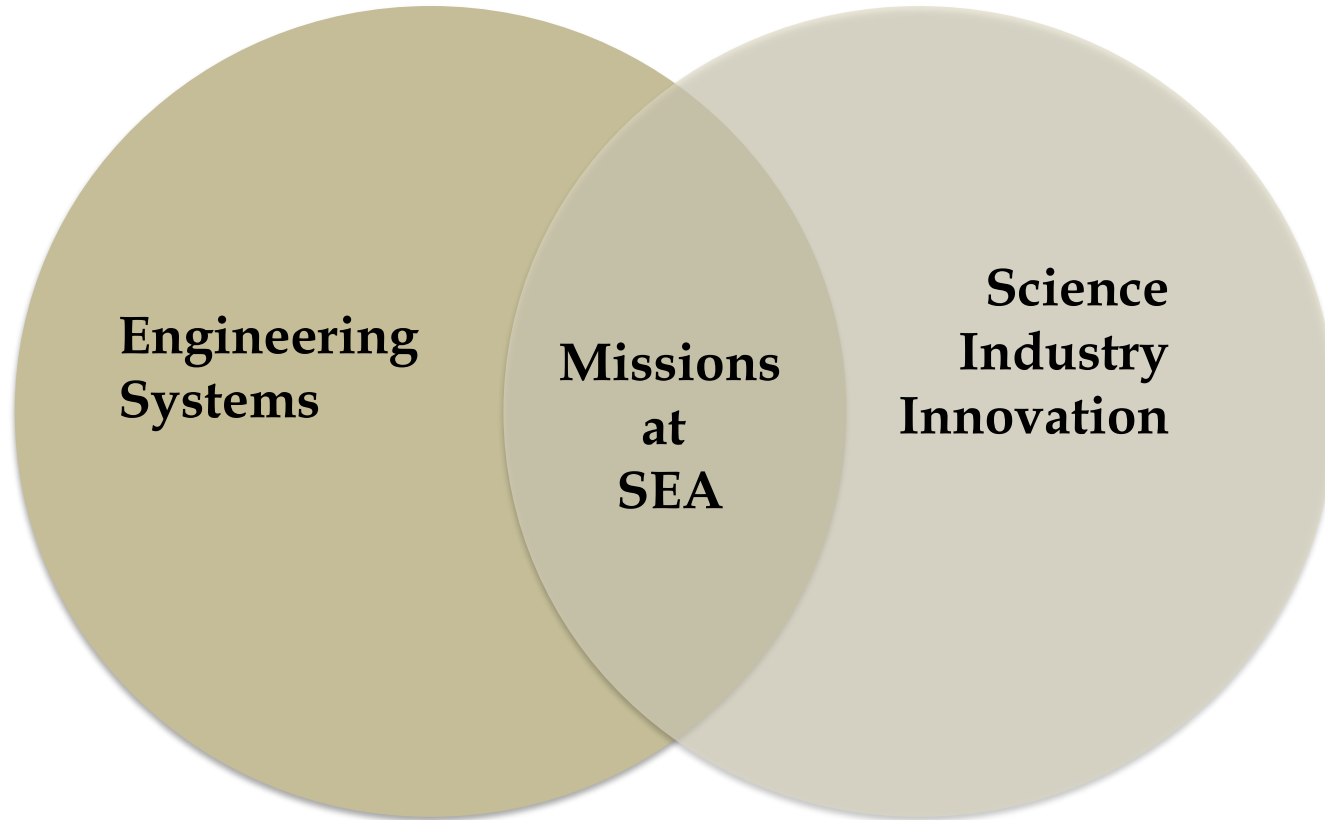 Engineering
Systems
Missions
at
SEA
Science
Industry
Innovation